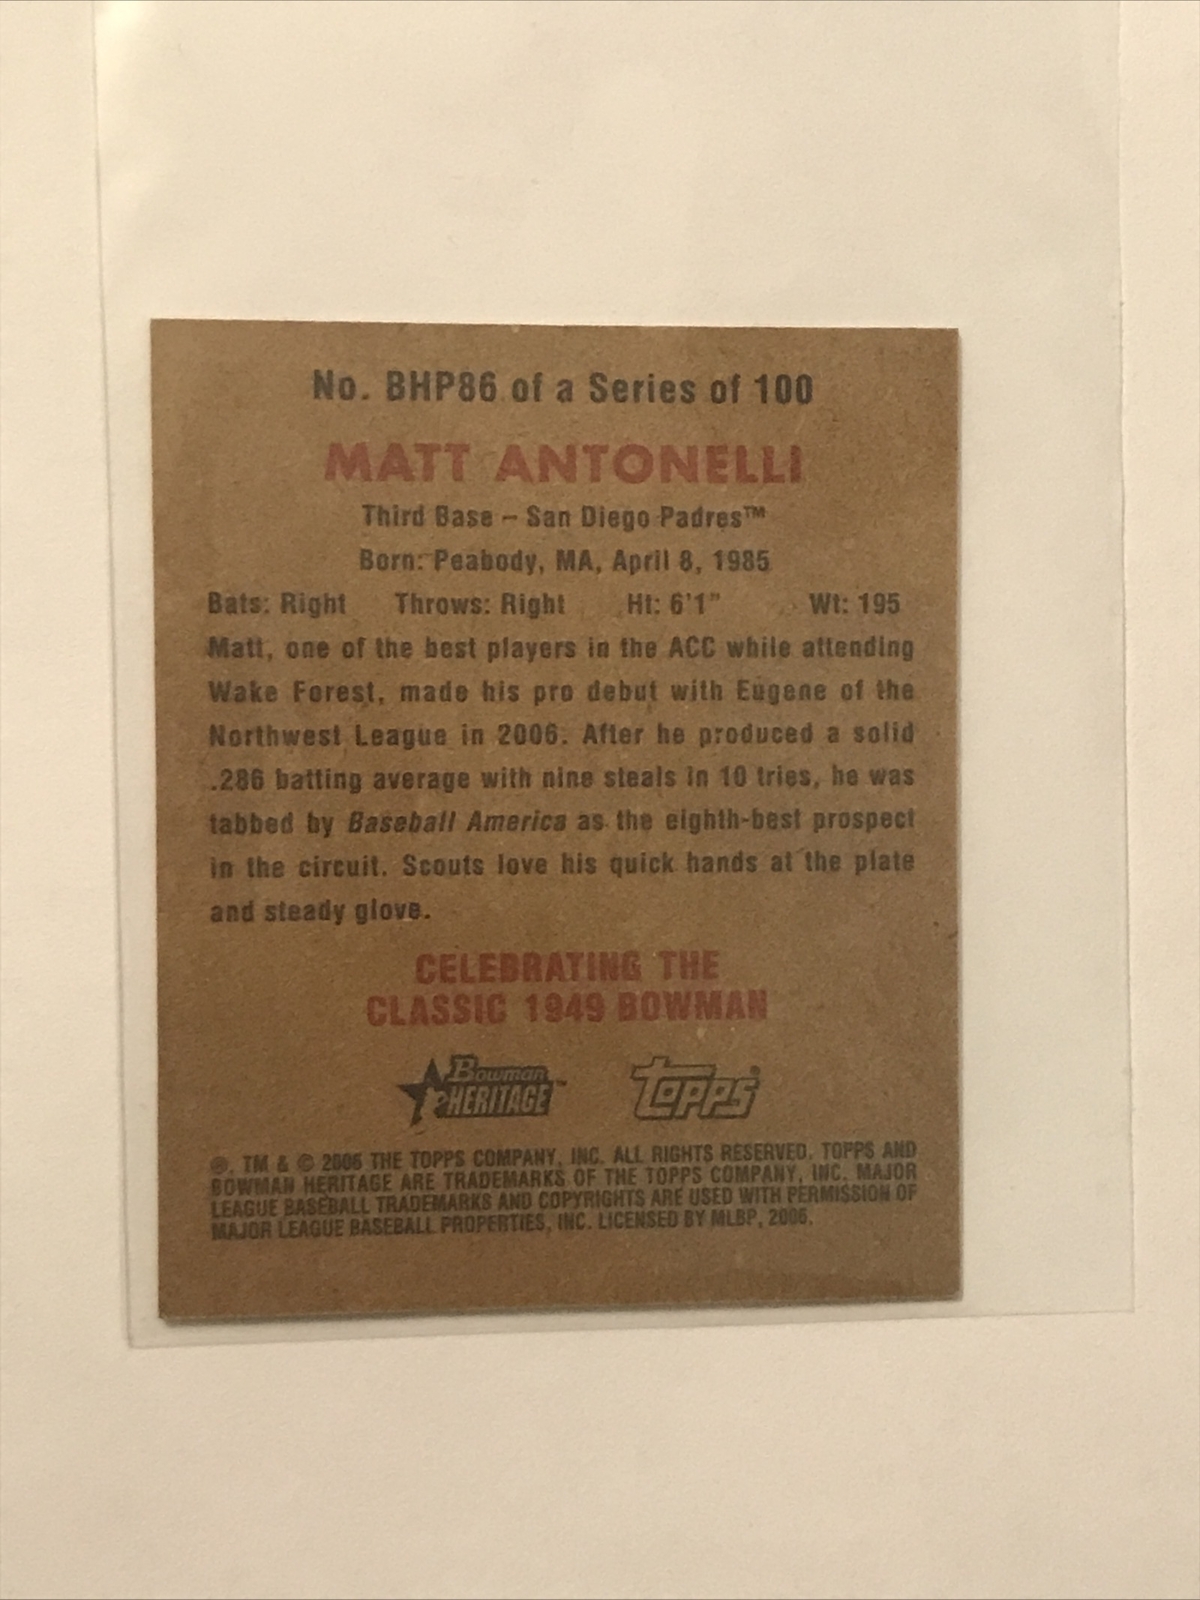 No. BHP86 of a Series of 100
MATT ANTONELLI
Third Base – San Diego Padres™
Born: Peabody, MA, April 8, 1985
Bats: Right Throws: Right Ht: 6'1" Wt: 195
Matt, one of the best players in the ACC while attending
Wake Forest, made his pro debut with Eugene of the
Northwest League in 2006. After he produced a solid
.286 batting average with nine steals in 10 tries, he was
tabbed by Baseball America as the eighth-best prospect
in the circuit. Scouts love his quick hands at the plate
and steady glove.
CELEBRATING THE
CLASSIC 1949 BOWMAN
Bowman
HERITAGE™
Topps®
®, TM & © 2006 THE TOPPS COMPANY, INC. ALL RIGHTS RESERVED. TOPPS AND
BOWMAN HERITAGE ARE TRADEMARKS OF THE TOPPS COMPANY, INC. MAJOR
LEAGUE BASEBALL TRADEMARKS AND COPYRIGHTS ARE USED WITH PERMISSION OF
MAJOR LEAGUE BASEBALL PROPERTIES, INC. LICENSED BY MLBP, 2006.